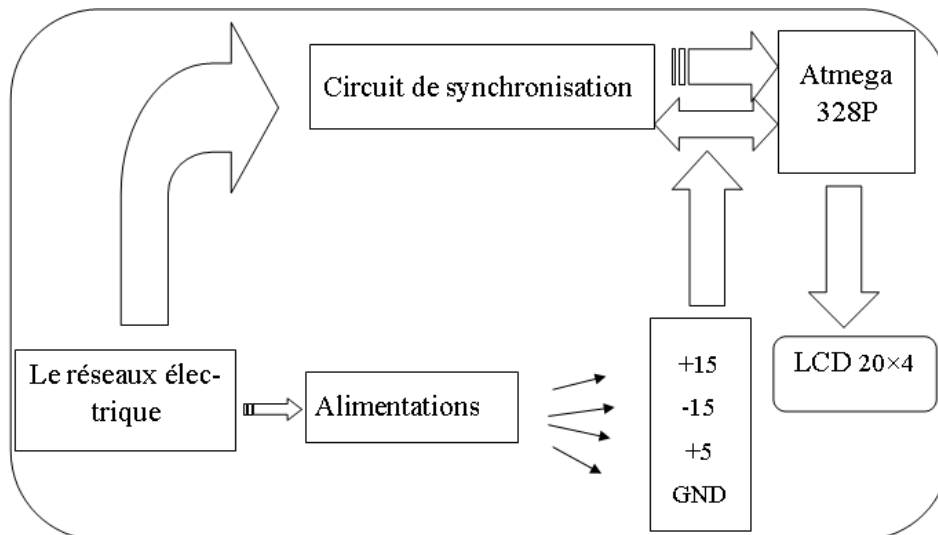 Circuit de synchronisation
Atmega
328P
Le réseaux élec-
trique
Alimentations
+15
-15
+5
GND
LCD 20×4